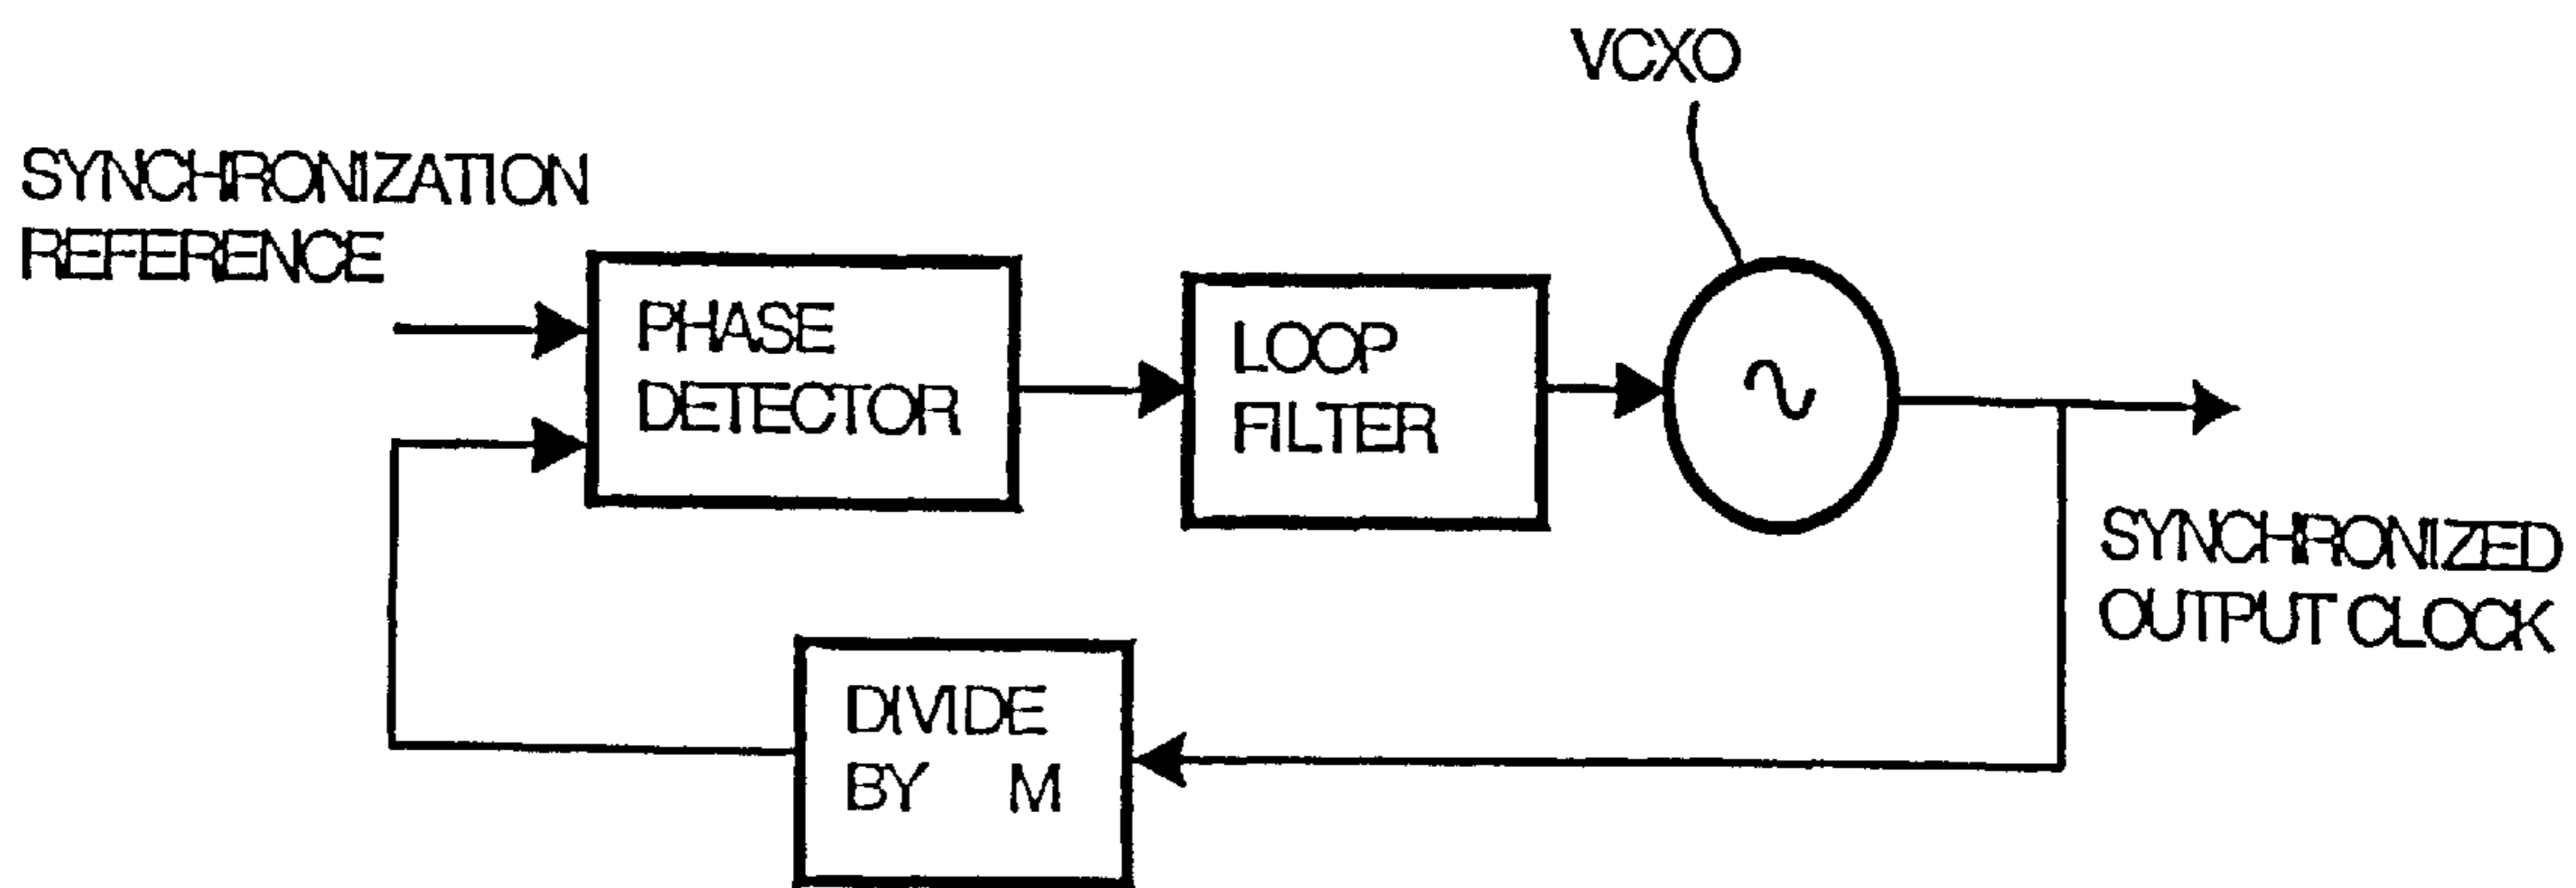 VCXO
SYNCHRONIZATION
REFERENCE
PHASE
DETECTOR
LOOP
FILTER
SYNCHRONIZED
OUTPUT CLOCK
DIVIDE
BY M